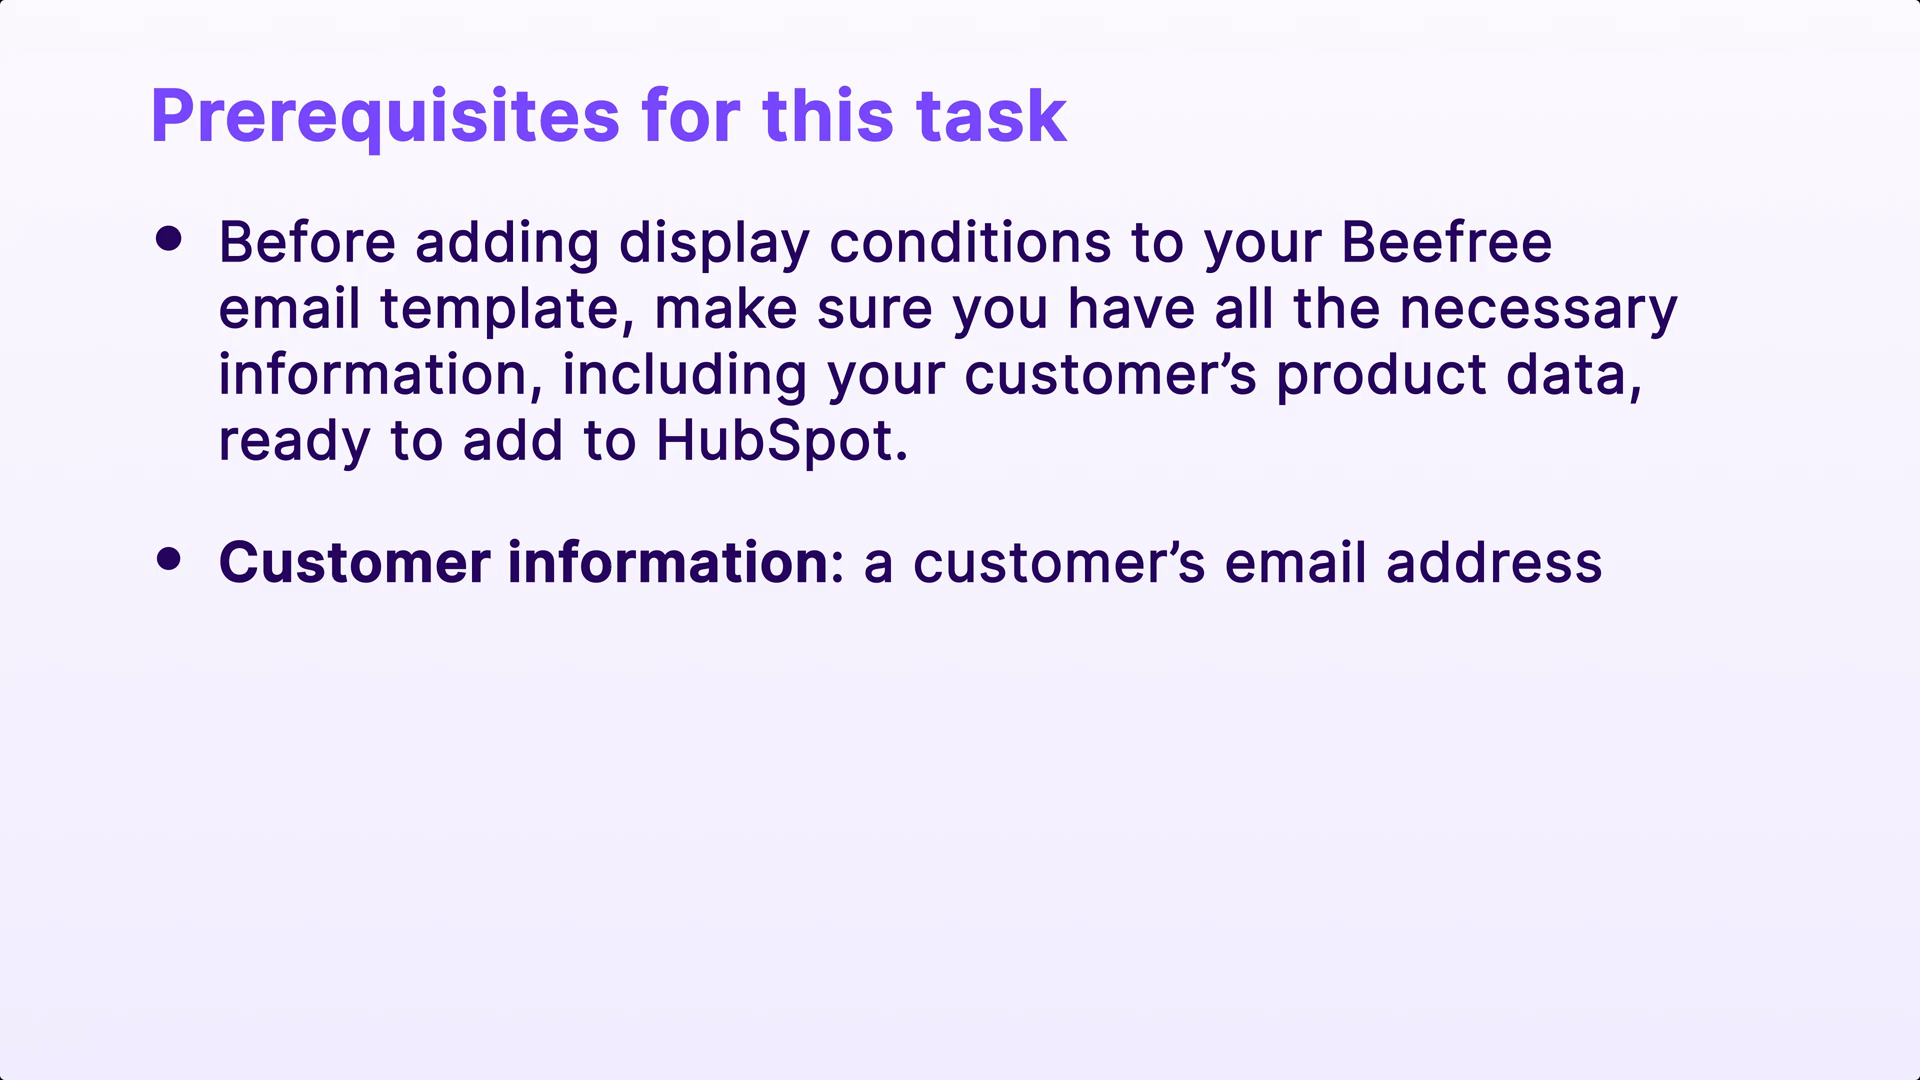 Prerequisites for this task
• Before adding display conditions to your Beefree
email template, make sure you have all the necessary
information, including your customer’s product data,
ready to add to HubSpot.
• Customer information: a customer’s email address